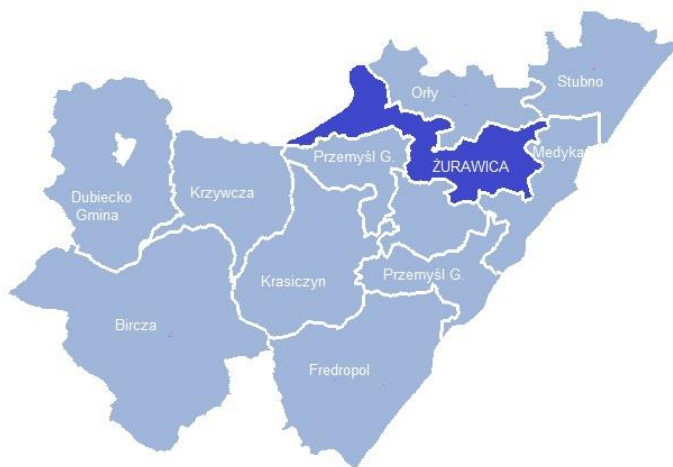 Stubno
Orły
Przemyśl G.
ŻURAWICA
Medyka
Krzywcza
Dubiecko
Gmina
Krasiczyn
Przemyśl G.
Bircza
Fredropol